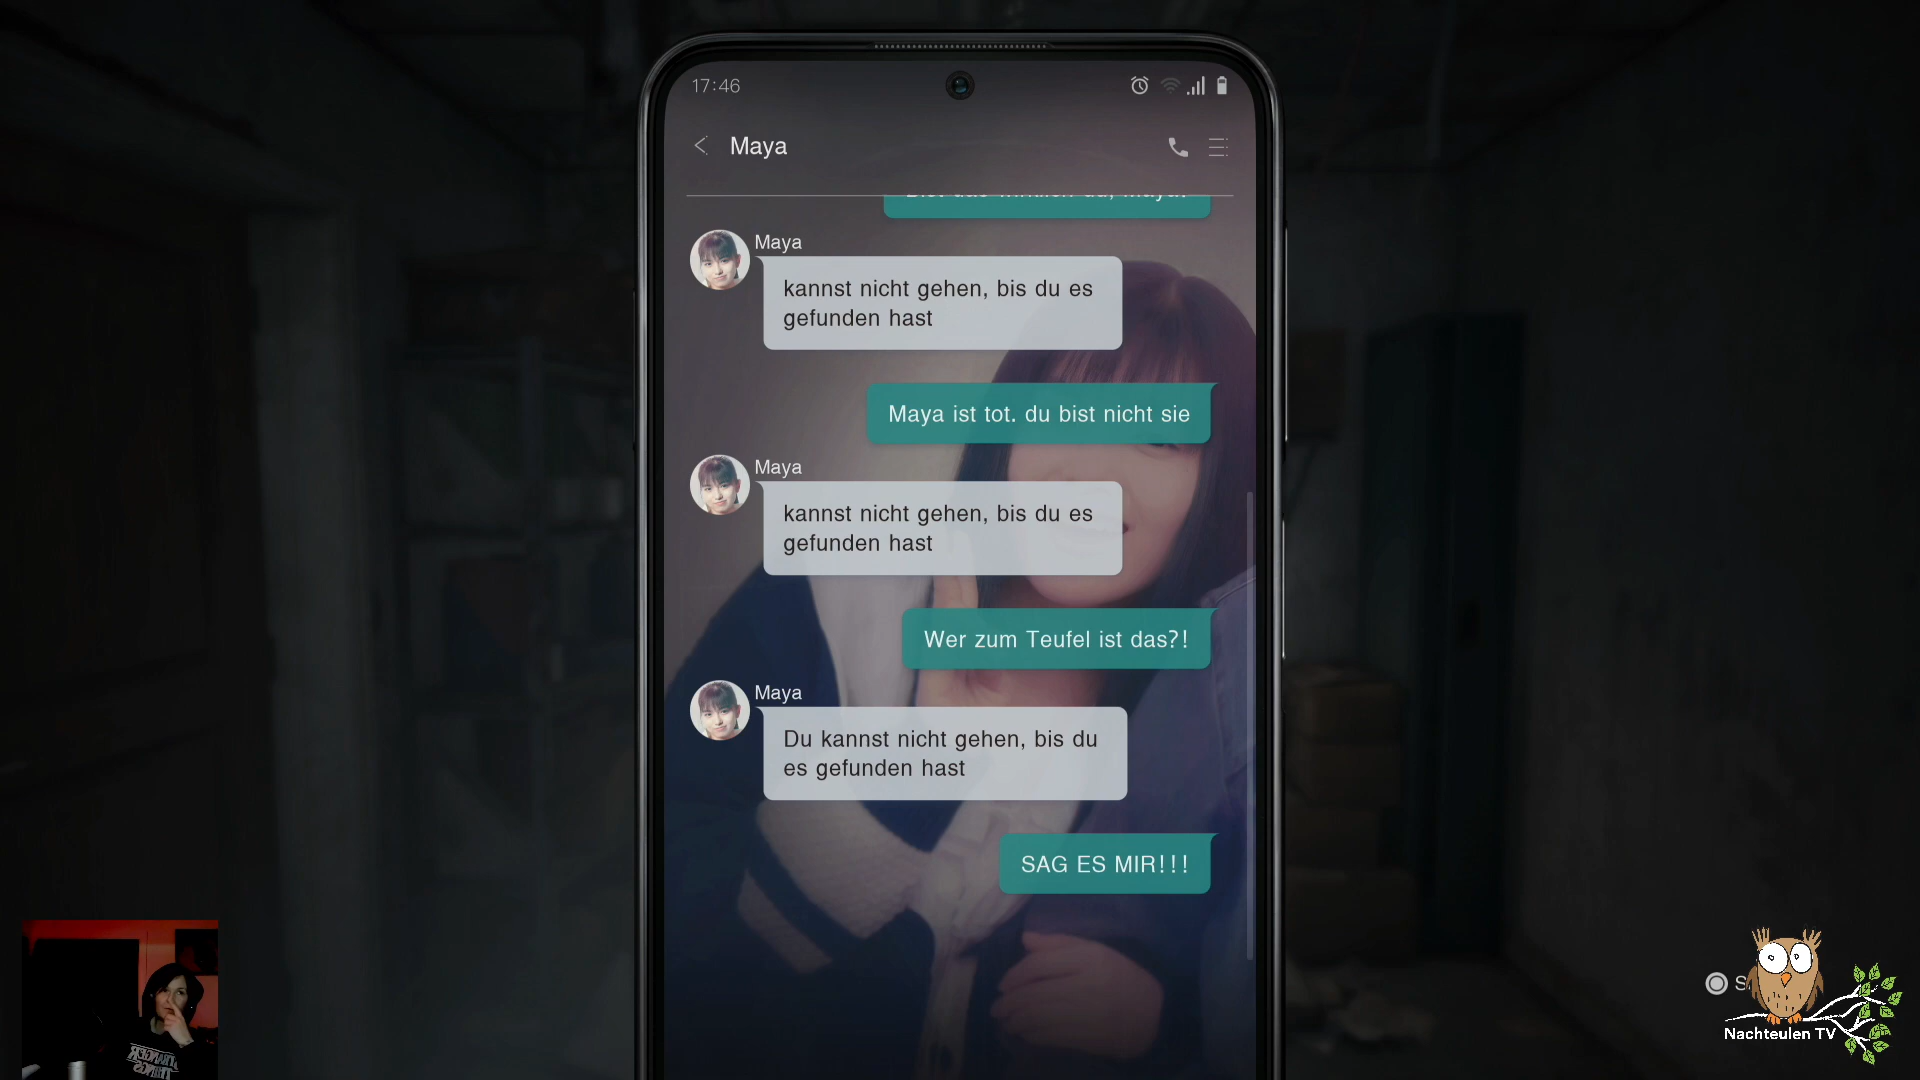 17:46
Maya
Maya
kannst nicht gehen, bis du es
gefunden hast
Maya ist tot. du bist nicht sie
Maya
kannst nicht gehen, bis du es
gefunden hast
Wer zum Teufel ist das?!
Maya
Du kannst nicht gehen, bis du
es gefunden hast
SAG ES MIR!!!
Nachteulen TV